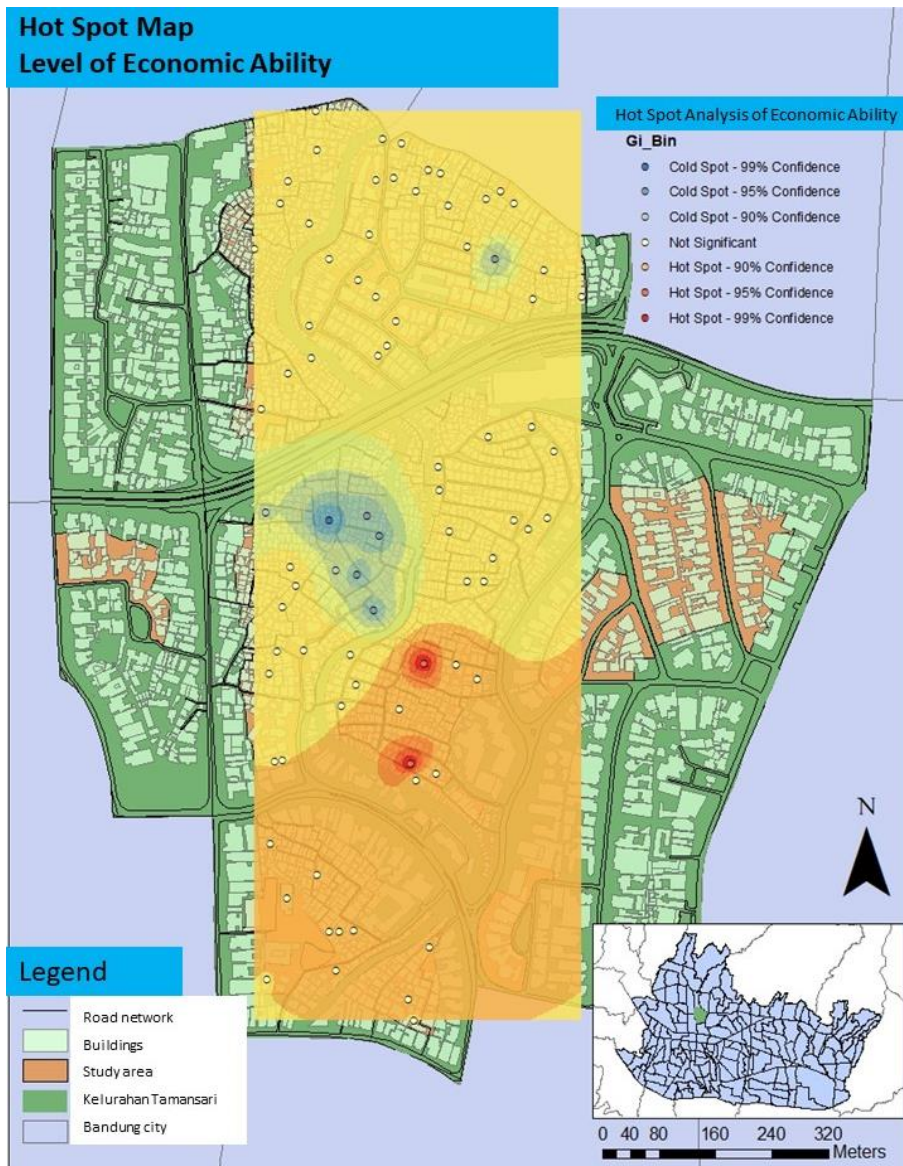 Hot Spot Map
Level of Economic Ability
Hot Spot Analysis of Economic Ability
Gi_Bin
Cold Spot - 99% Confidence
Cold Spot - 95% Confidence
Cold Spot - 90% Confidence
Not Significant
Hot Spot - 90% Confidence
Hot Spot - 95% Confidence
Hot Spot - 99% Confidence
N
Legend
Road network
Buildings
Study area
Kelurahan Tamansari
Bandung city
0 40 80 160 240 320
Meters